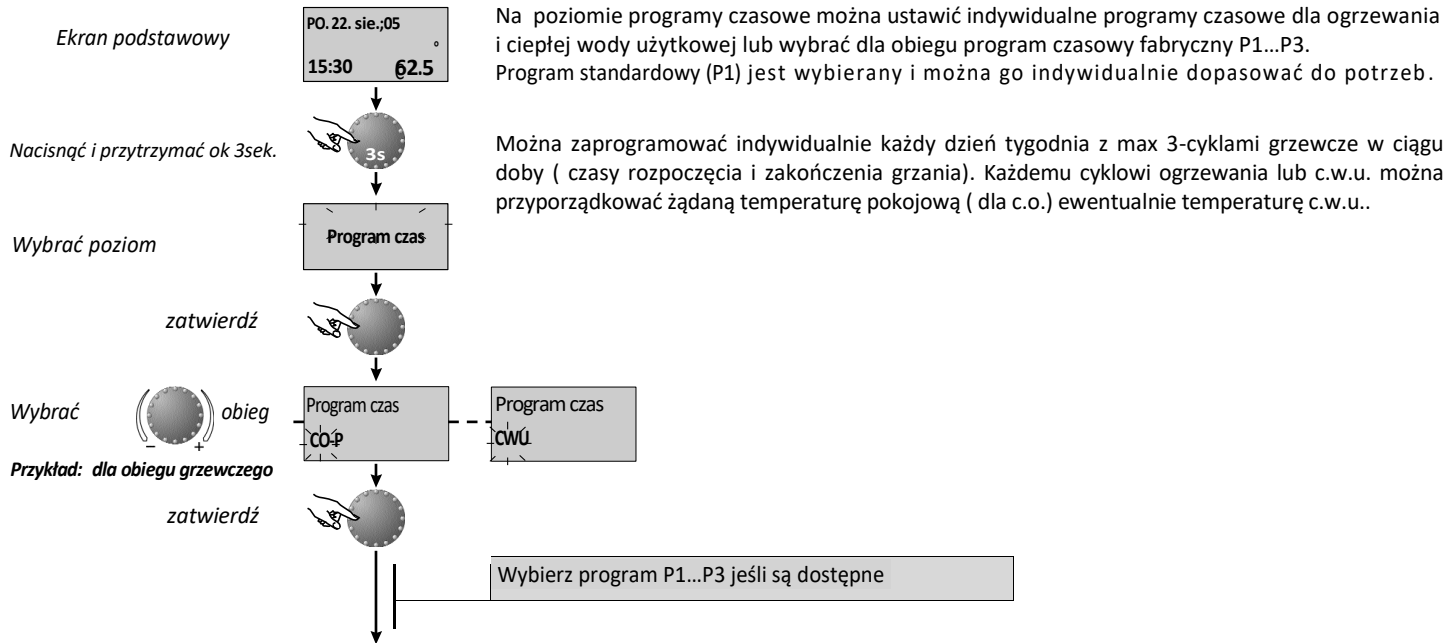 Ekran podstawowy
PO. 22. sie.;05
°
15:30 62.5
Na poziomie programy czasowe można ustawić indywidualne programy czasowe dla ogrzewania
i ciepłej wody użytkowej lub wybrać dla obiegu program czasowy fabryczny P1...P3.
Program standardowy (P1) jest wybierany i można go indywidualnie dopasować do potrzeb.
Nacisnąć i przytrzymać ok 3sek.
3s
Można zaprogramować indywidualnie każdy dzień tygodnia z max 3-cyklami grzewcze w ciągu
doby ( czasy rozpoczęcia i zakończenia grzania). Każdemu cyklowi ogrzewania lub c.w.u. można
przyporządkować żądaną temperaturę pokojową ( dla c.o.) ewentualnie temperaturę c.w.u..
Wybrać poziom
Program czas
zatwierdź
Wybrać
− +
obieg
Program czas
CO-P
Program czas
CWU
Przykład: dla obiegu grzewczego
zatwierdź
Wybierz program P1...P3 jeśli są dostępne